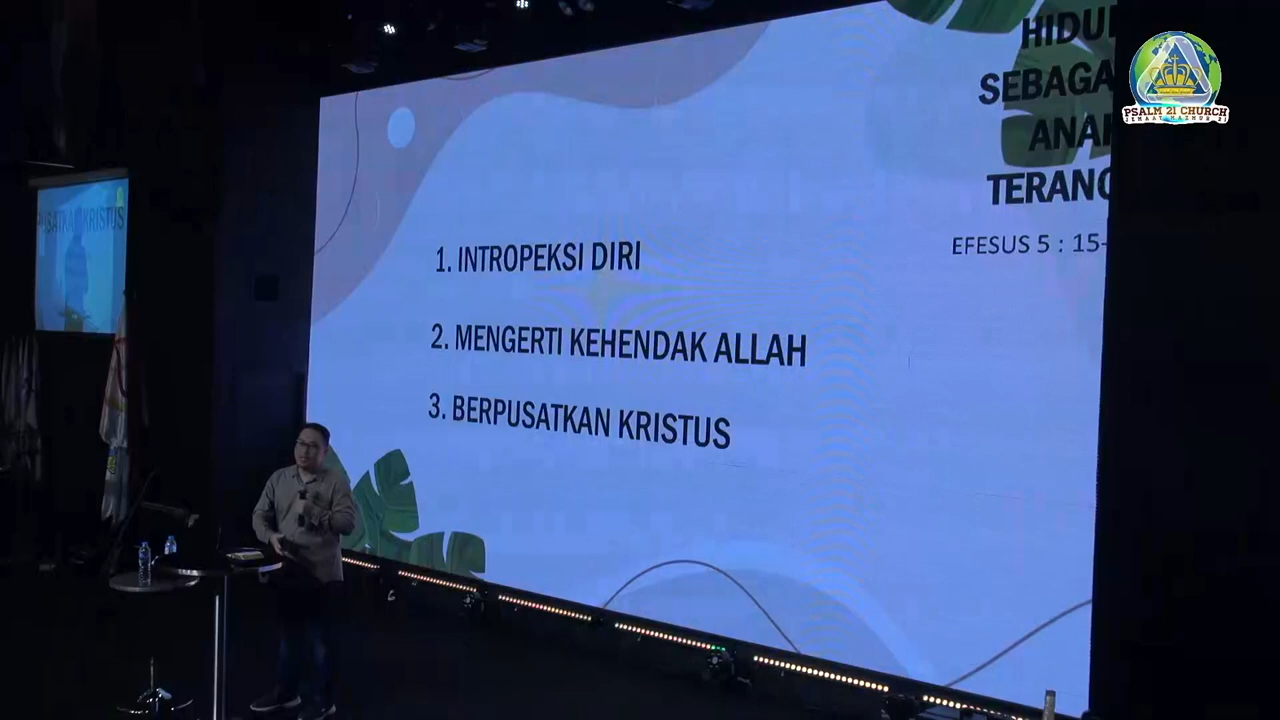 HIDU
SEBAGA
ANA
TERANG
EFESUS 5 : 15-
1. INTROPEKSI DIRI
2. MENGERTI KEHENDAK ALLAH
3. BERPUSATKAN KRISTUS
PUSATKAN KRISTUS
PSALM 21 CHURCH
JEMAAT MAZMUR 21